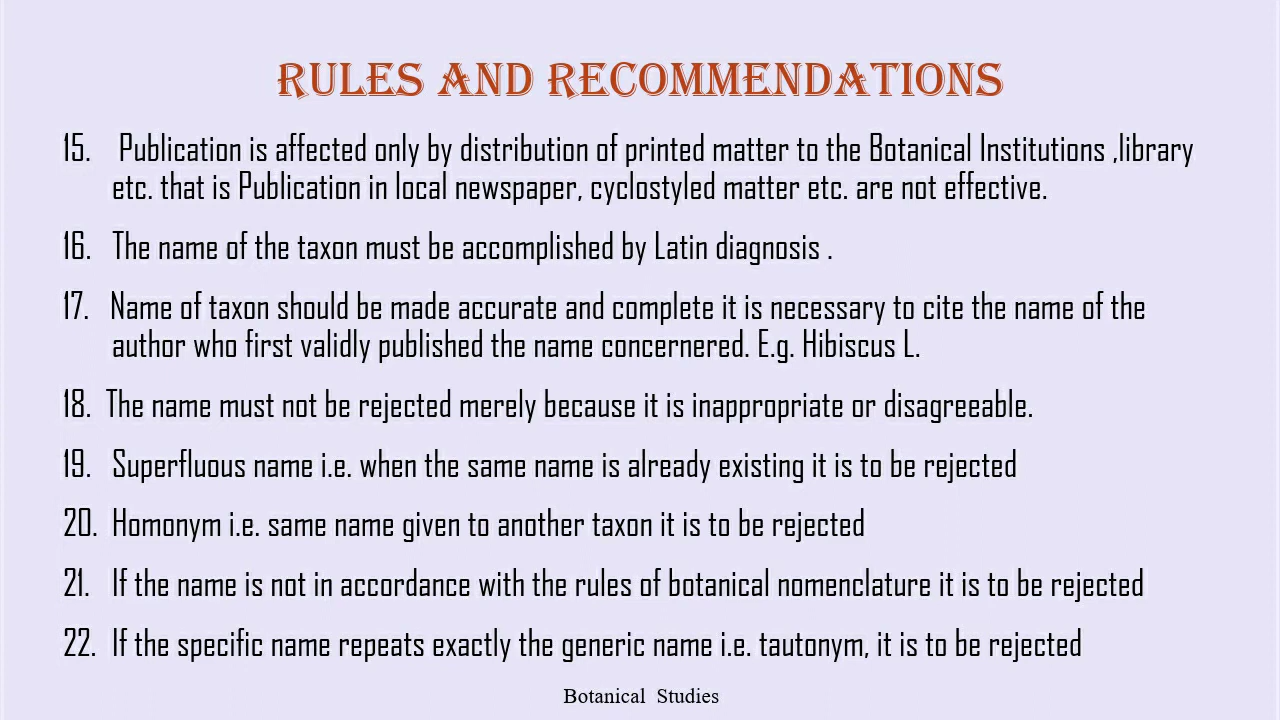 RULES AND RECOMMENDATIONS
15. Publication is affected only by distribution of printed matter to the Botanical Institutions ,library
etc. that is Publication in local newspaper, cyclostyled matter etc. are not effective.
16. The name of the taxon must be accomplished by Latin diagnosis .
17. Name of taxon should be made accurate and complete it is necessary to cite the name of the
author who first validly published the name concernered. E.g. Hibiscus L.
18. The name must not be rejected merely because it is inappropriate or disagreeable.
19. Superfluous name i.e. when the same name is already existing it is to be rejected
20. Homonym i.e. same name given to another taxon it is to be rejected
21. If the name is not in accordance with the rules of botanical nomenclature it is to be rejected
22. If the specific name repeats exactly the generic name i.e. tautonym, it is to be rejected
Botanical Studies